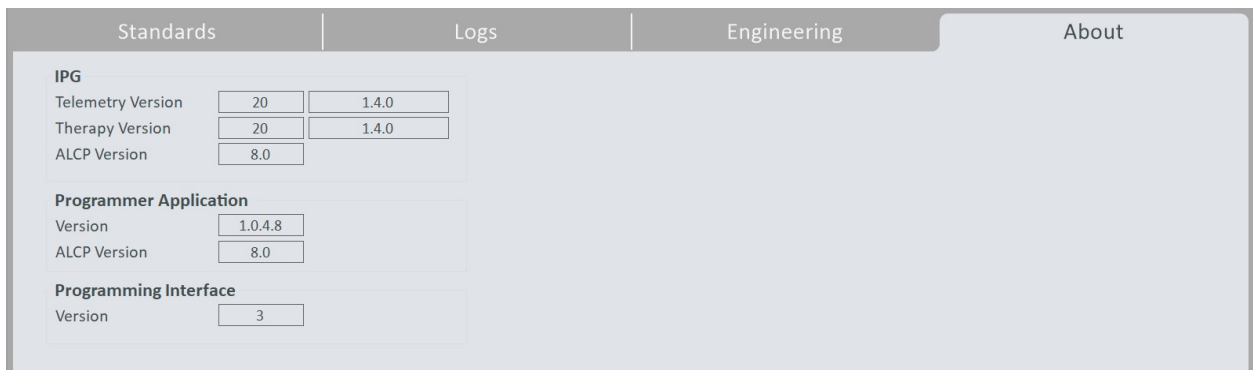 Standards Logs Engineering About
IPG
Telemetry Version 20 1.4.0
Therapy Version 20 1.4.0
ALCP Version 8.0
Programmer Application
Version 1.0.4.8
ALCP Version 8.0
Programming Interface
Version 3